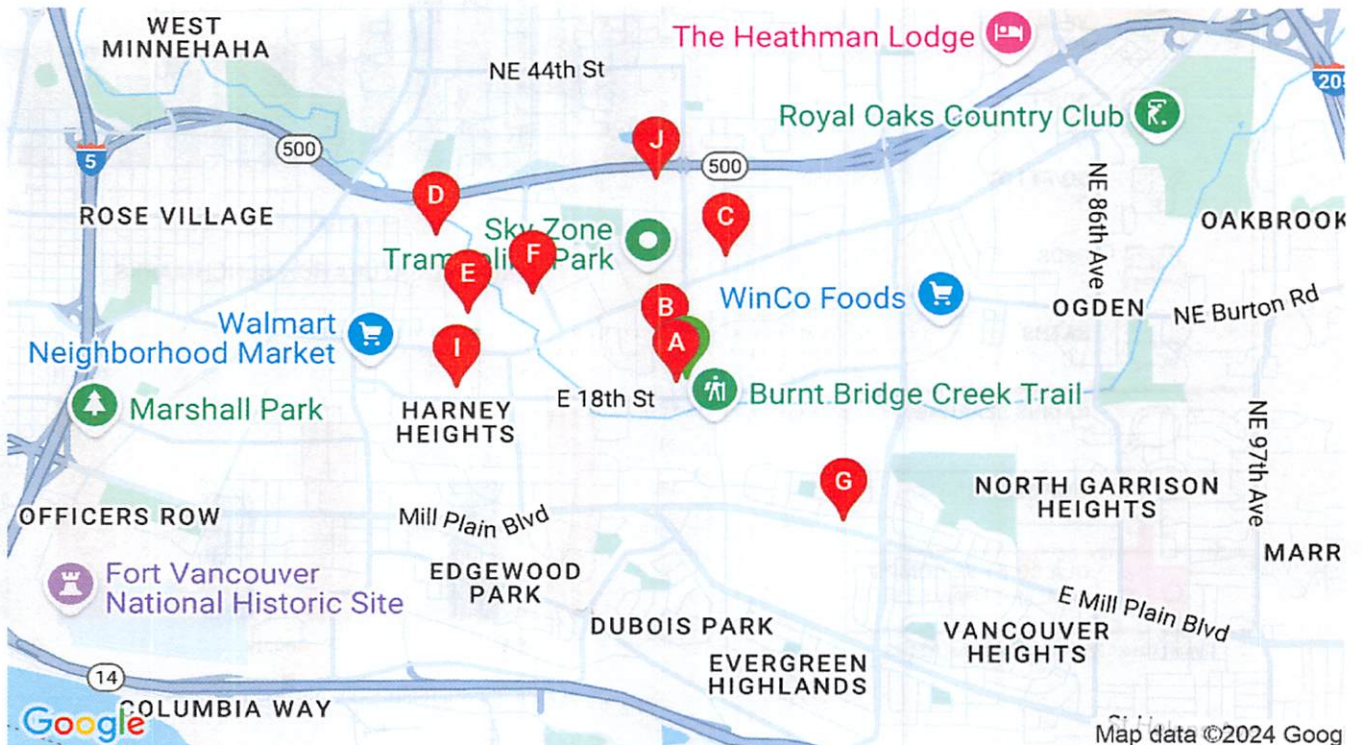 WEST
MINNEHAHA
The Heathman Lodge
NE 44th St
205
Royal Oaks Country Club
J
500
5
500
NE 86th Ave
D
ROSE VILLAGE
C
OAKBROOK
Sky Zone
Trampoline Park
F
E
B
WinCo Foods
OGDEN
NE Burton Rd
Walmart
Neighborhood Market
I
A
E 18th St
Burnt Bridge Creek Trail
Marshall Park
HARNEY
HEIGHTS
NE 97th Ave
G
NORTH GARRISON
HEIGHTS
OFFICERS ROW
Mill Plain Blvd
MARR
Fort Vancouver
National Historic Site
EDGEWOOD
PARK
E Mill Plain Blvd
DUBOIS PARK
VANCOUVER
HEIGHTS
EVERGREEN
HIGHLANDS
14
Google
COLUMBIA WAY
Map data ©2024 Goog